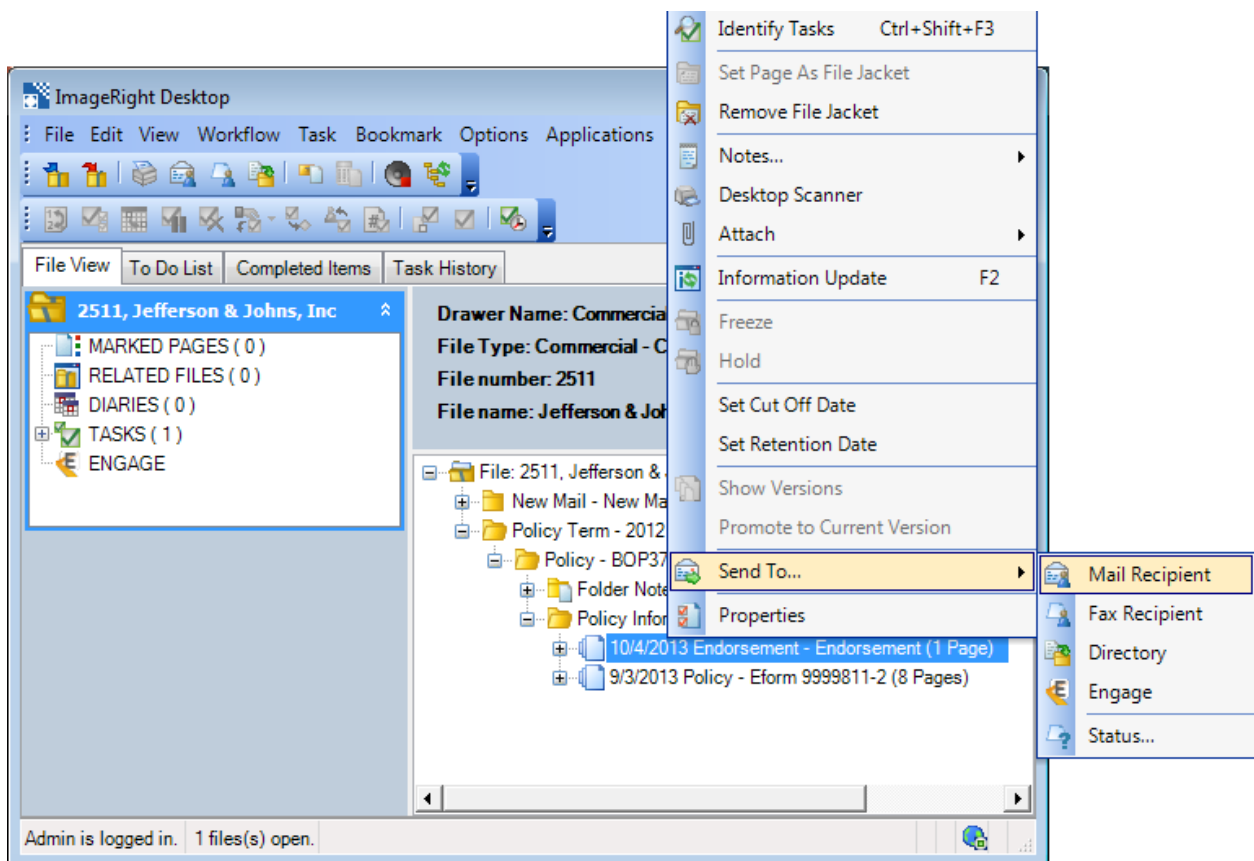 ImageRight Desktop
File Edit View Workflow Task Bookmark Options Applications
File View To Do List Completed Items Task History
2511, Jefferson & Johns, Inc
MARKED PAGES ( 0 )
RELATED FILES ( 0 )
DIARIES ( 0 )
TASKS ( 1 )
ENGAGE
Drawer Name: Commercia
File Type: Commercial - C
File number: 2511
File name: Jefferson & Joh
File: 2511, Jefferson &
New Mail - New Ma
Policy Term - 2012
Policy - BOP37
Folder Note
Policy Infor
10/4/2013 Endorsement - Endorsement (1 Page)
9/3/2013 Policy - Eform 9999811-2 (8 Pages)
Identify Tasks Ctrl+Shift+F3
Set Page As File Jacket
Remove File Jacket
Notes...
Desktop Scanner
Attach
Information Update F2
Freeze
Hold
Set Cut Off Date
Set Retention Date
Show Versions
Promote to Current Version
Send To...
Properties
Mail Recipient
Fax Recipient
Directory
Engage
Status...
Admin is logged in. 1 files(s) open.